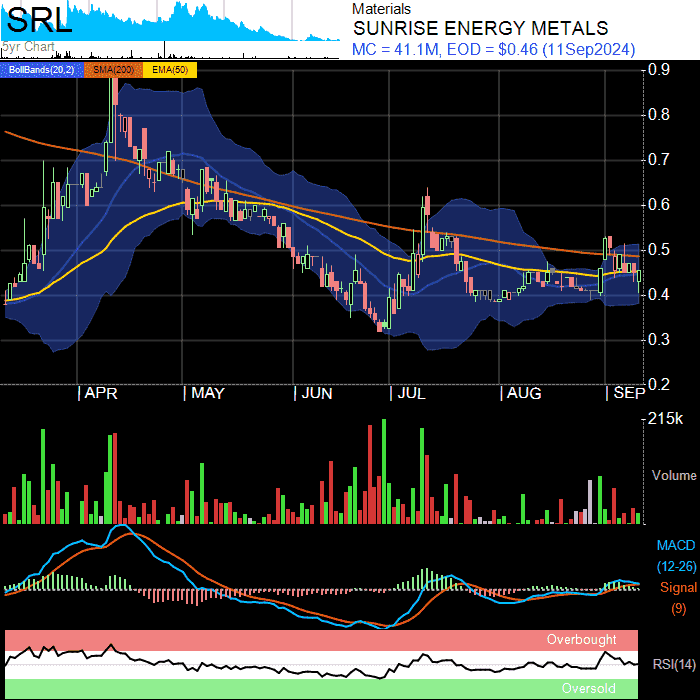 SRL
5yr Chart
Materials
SUNRISE ENERGY METALS
MC = 41.1M, EOD = $0.46 (11Sep2024)
BollBands(20,2) SMA(200) EMA(50)
0.9
0.8
0.7
0.6
0.5
0.4
0.3
0.2
APR MAY JUN JUL AUG SEP
215k
Volume
MACD
(12-26)
Signal
(9)
Overbought
RSI(14)
Oversold